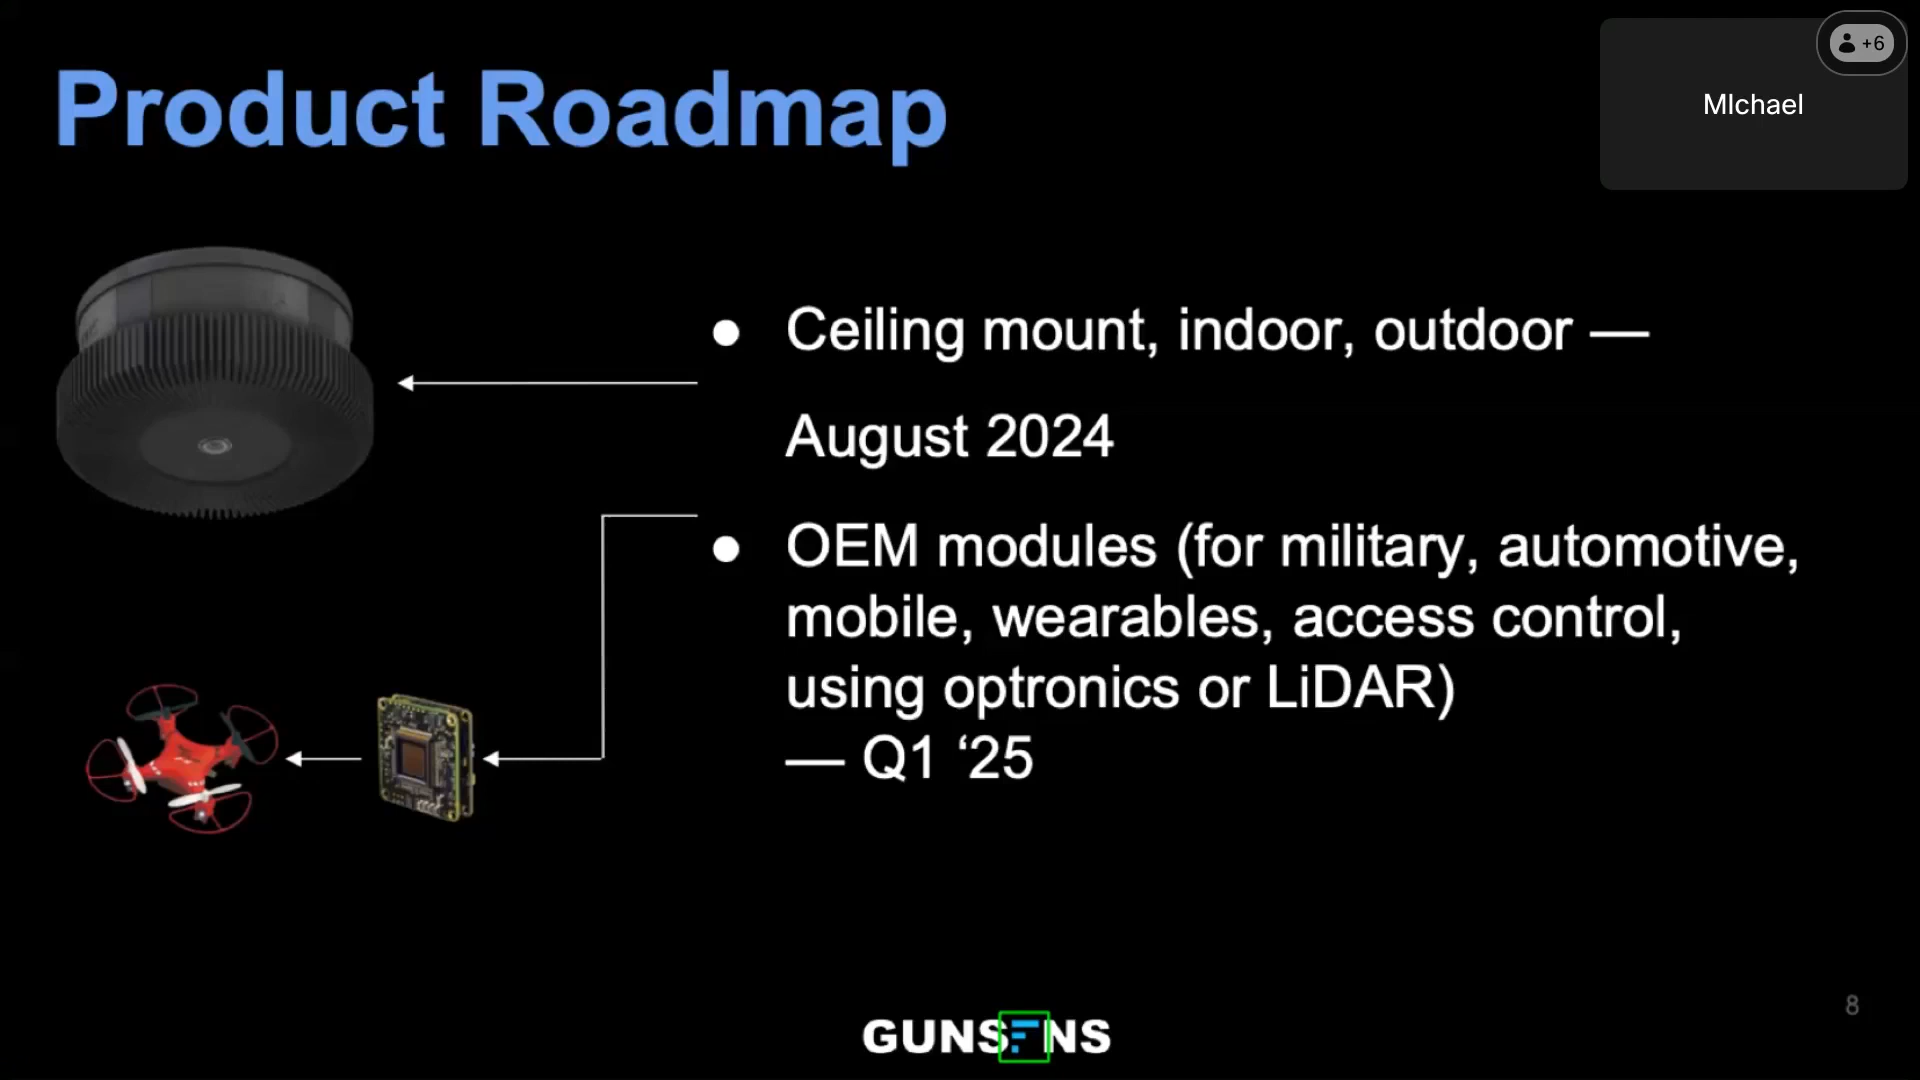 Product Roadmap
+6
MIchael
● Ceiling mount, indoor, outdoor —
August 2024
● OEM modules (for military, automotive,
mobile, wearables, access control,
using optronics or LiDAR)
— Q1 ‘25
8
GUNSENS